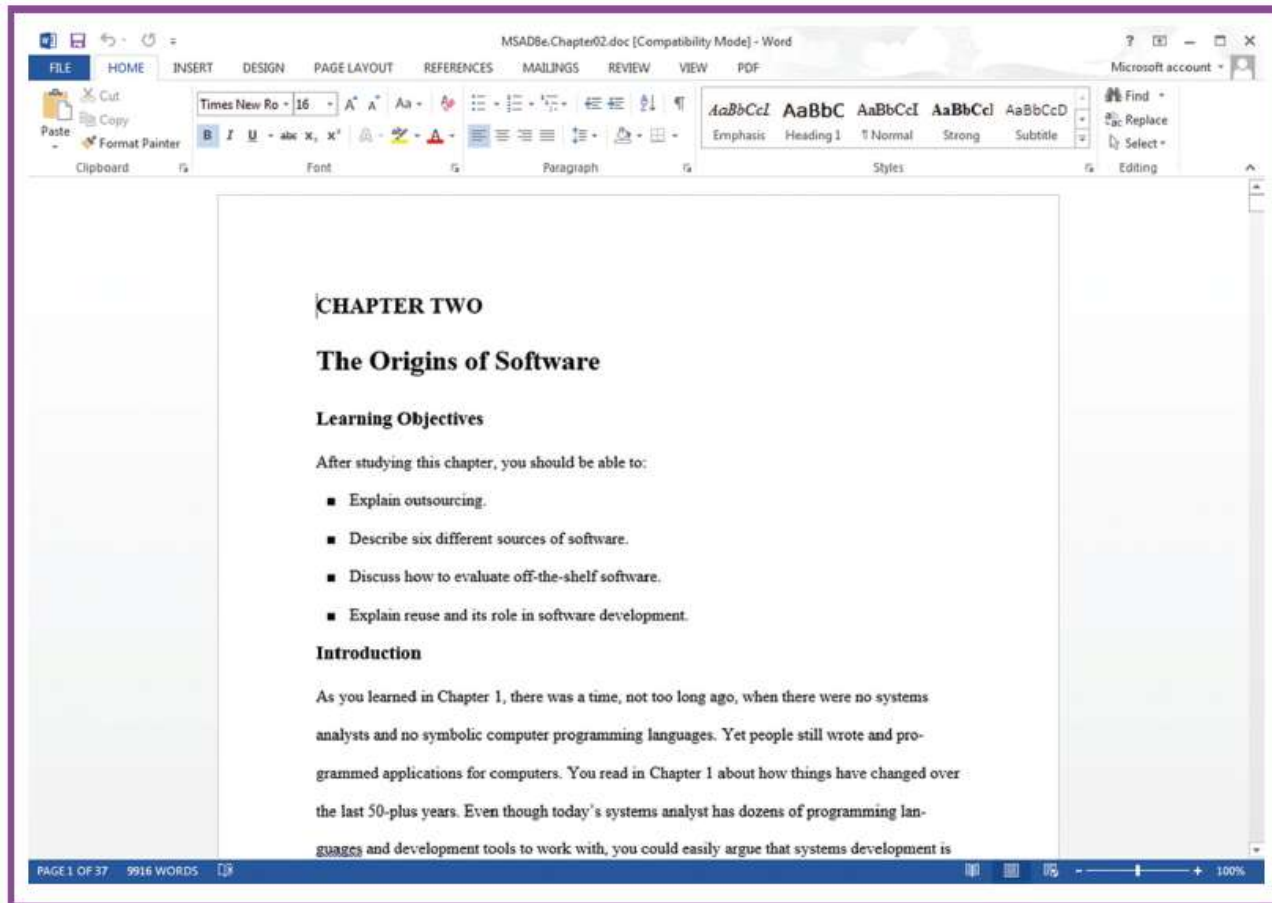 MSADBe.Chapter02.doc [Compatibility Mode] - Word
FILE HOME INSERT DESIGN PAGE LAYOUT REFERENCES MAILINGS REVIEW VIEW PDF Microsoft account
Cut
Copy
Paste
Format Painter
Times New Ro 16
AaBbCcI AaBbC AaBbCcI AaBbCcl AaBbCcD
Emphasis Heading 1 ¶ Normal Strong Subtitle
Find
Replace
Select
Clipboard Font Paragraph Styles Editing
CHAPTER TWO
The Origins of Software
Learning Objectives
After studying this chapter, you should be able to:
■ Explain outsourcing.
■ Describe six different sources of software.
■ Discuss how to evaluate off-the-shelf software.
■ Explain reuse and its role in software development.
Introduction
As you learned in Chapter 1, there was a time, not too long ago, when there were no systems
analysts and no symbolic computer programming languages. Yet people still wrote and pro-
grammed applications for computers. You read in Chapter 1 about how things have changed over
the last 50-plus years. Even though today's systems analyst has dozens of programming lan-
guages and development tools to work with, you could easily argue that systems development is
PAGE 1 OF 37 9916 WORDS 100%